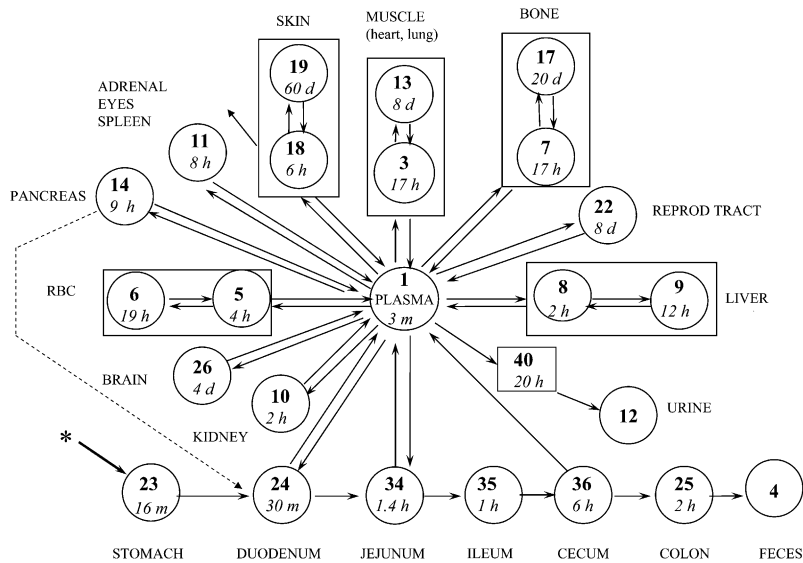 SKIN
MUSCLE
(heart, lung)
BONE
19
60 d
18
6 h
13
8 d
3
17 h
17
20 d
7
17 h
ADRENAL
EYES
SPLEEN
11
8 h
PANCREAS
14
9 h
22
8 d
REPROD TRACT
RBC
6
19 h
5
4 h
1
PLASMA
3 m
8
2 h
9
12 h
LIVER
BRAIN
26
4 d
10
2 h
KIDNEY
40
20 h
12
URINE
*
23
16 m
24
30 m
34
1.4 h
35
1 h
36
6 h
25
2 h
4
STOMACH
DUODENUM
JEJUNUM
ILEUM
CECUM
COLON
FECES